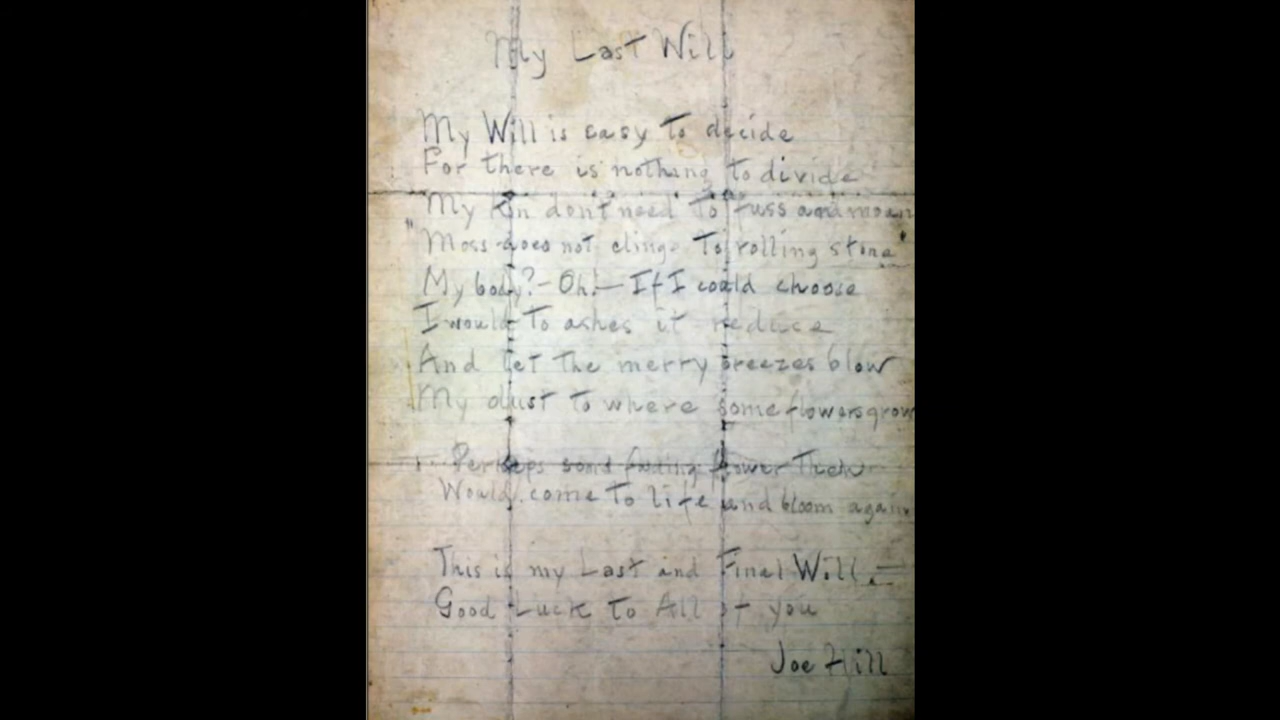 My Last Will
My Will is easy to decide
For there is nothing to divide
My kin don't need to fuss and moan
"Moss does not cling to rolling stone"
My body? - Oh! - If I could choose
I would to ashes it reduce
And let the merry breezes blow
My dust to where some flowers grow
Perhaps some fading flower then
Would come to life and bloom again
This is my Last and Final Will.
Good Luck to All of you
Joe Hill